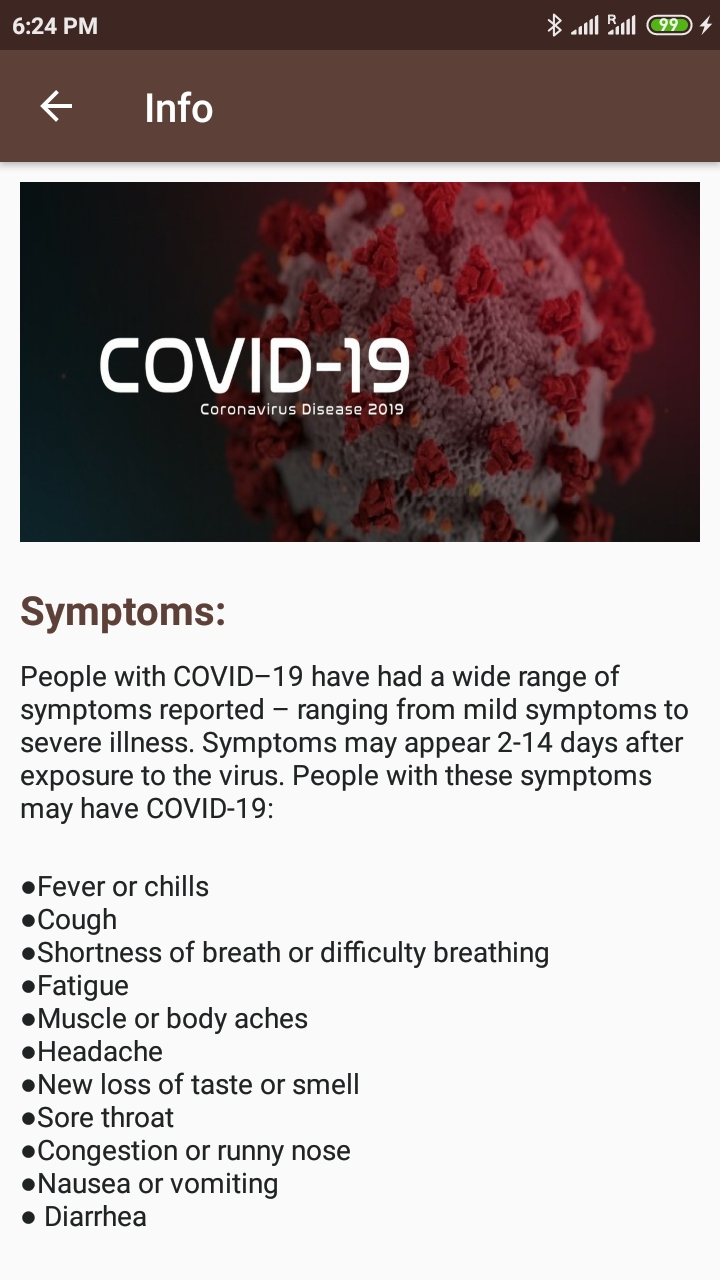 6:24 PM
R
99
Info
COVID-19
Coronavirus Disease 2019
Symptoms:
People with COVID–19 have had a wide range of
symptoms reported – ranging from mild symptoms to
severe illness. Symptoms may appear 2-14 days after
exposure to the virus. People with these symptoms
may have COVID-19:
●Fever or chills
●Cough
●Shortness of breath or difficulty breathing
●Fatigue
●Muscle or body aches
●Headache
●New loss of taste or smell
●Sore throat
●Congestion or runny nose
●Nausea or vomiting
● Diarrhea